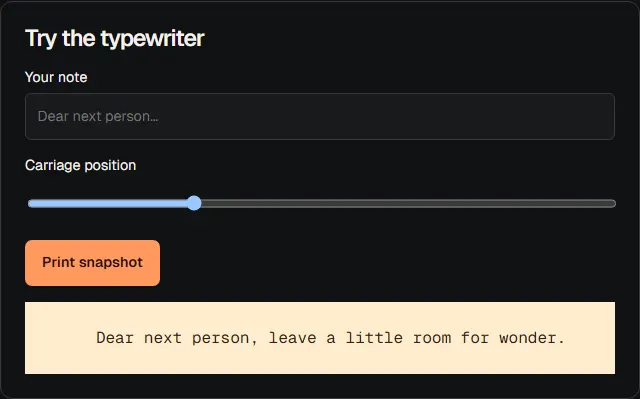 Try the typewriter
Your note
Dear next person…
Carriage position
Print snapshot
Dear next person, leave a little room for wonder.